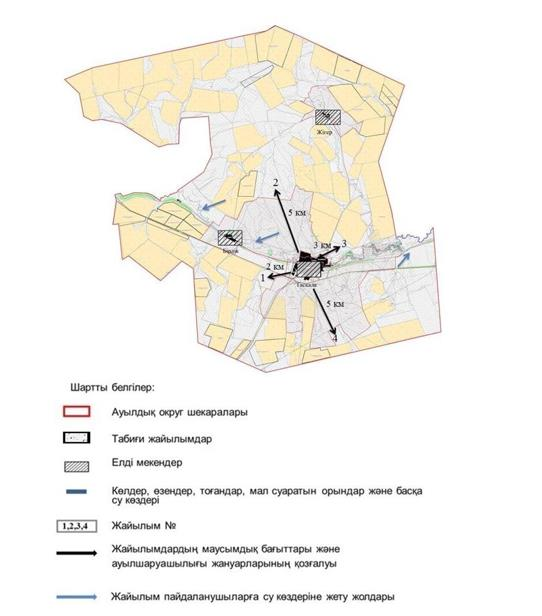 Жігер
2
5 км
3 км
3
2 км
1
Таскала
5 км
4
Шартты белгілер:
Ауылдық округ шекаралары
Табиғи жайылымдар
Елді мекендер
Көлдер, өзендер, тоғандар, мал суаратын орындар және басқа
су көздері
1,2,3,4 Жайылым №
Жайылымдардың маусымдық бағыттары және
ауылшаруашылығы жануарларының қозғалуы
Жайылым пайдаланушыларға су көздеріне жету жолдары